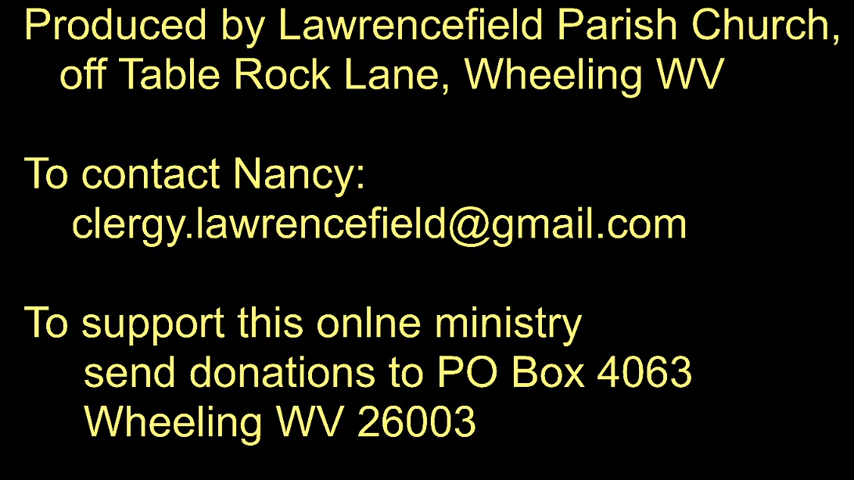 Produced by Lawrencefield Parish Church,
off Table Rock Lane, Wheeling WV
To contact Nancy:
clergy.lawrencefield@gmail.com
To support this onlne ministry
send donations to PO Box 4063
Wheeling WV 26003